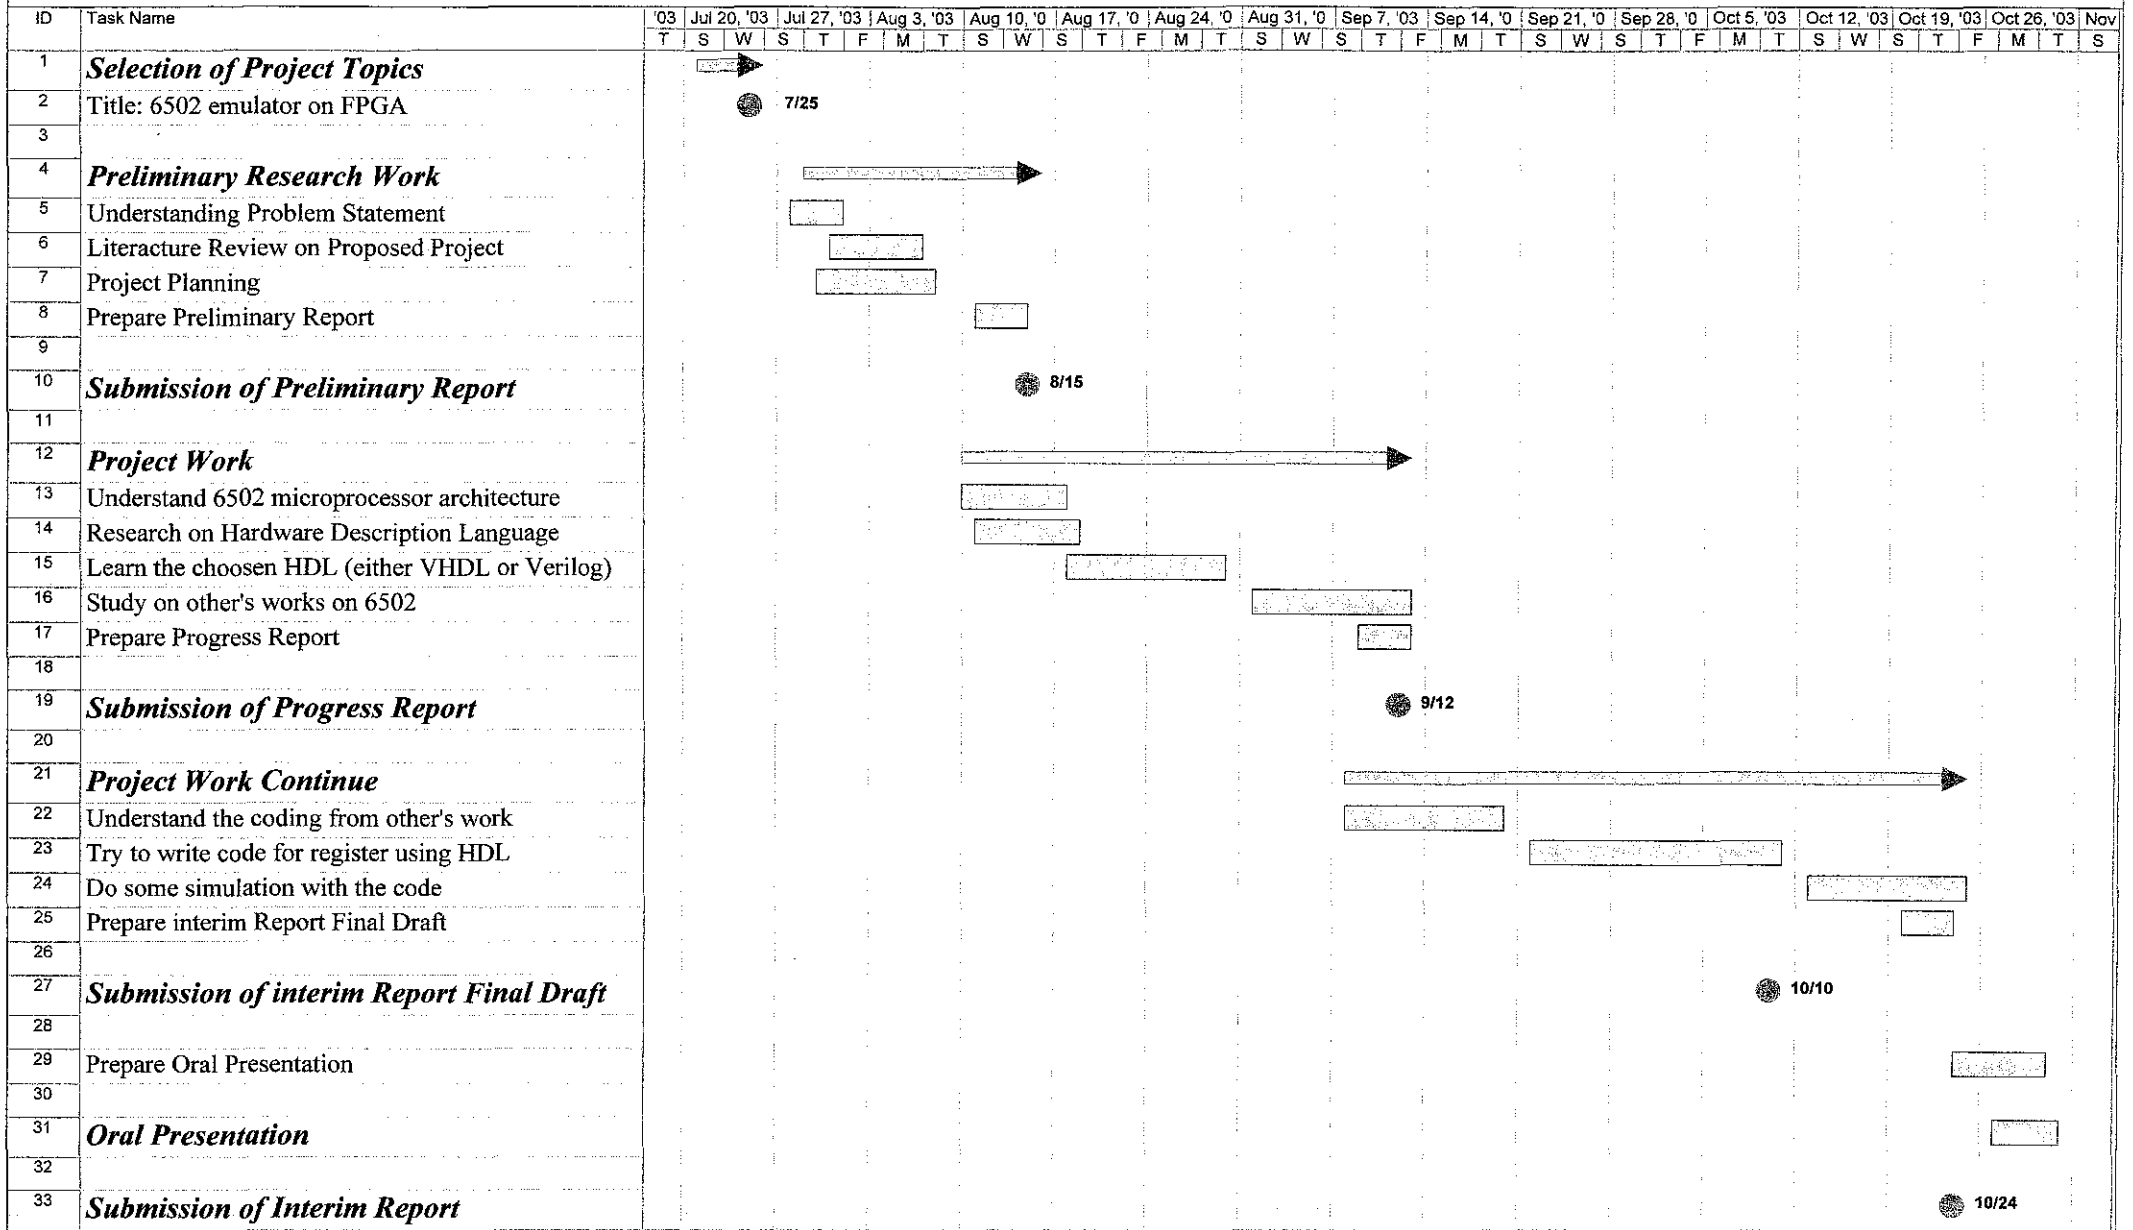 ID Task Name '03 Jul 20, '03 Jul 27, '03 Aug 3, '03 Aug 10, '0 Aug 17, '0 Aug 24, '0 Aug 31, '0 Sep 7, '03 Sep 14, '0 Sep 21, '0 Sep 28, '0 Oct 5, '03 Oct 12, '03 Oct 19, '03 Oct 26, '03 Nov
T S W S T F M T S W S T F M T S W S T F M T S W S T F M T S W S T F M T S
1 Selection of Project Topics
2 Title: 6502 emulator on FPGA 7/25
3
4 Preliminary Research Work
5 Understanding Problem Statement
6 Literacture Review on Proposed Project
7 Project Planning
8 Prepare Preliminary Report
9
10 Submission of Preliminary Report 8/15
11
12 Project Work
13 Understand 6502 microprocessor architecture
14 Research on Hardware Description Language
15 Learn the choosen HDL (either VHDL or Verilog)
16 Study on other's works on 6502
17 Prepare Progress Report
18
19 Submission of Progress Report 9/12
20
21 Project Work Continue
22 Understand the coding from other's work
23 Try to write code for register using HDL
24 Do some simulation with the code
25 Prepare interim Report Final Draft
26
27 Submission of interim Report Final Draft 10/10
28
29 Prepare Oral Presentation
30
31 Oral Presentation
32
33 Submission of Interim Report 10/24